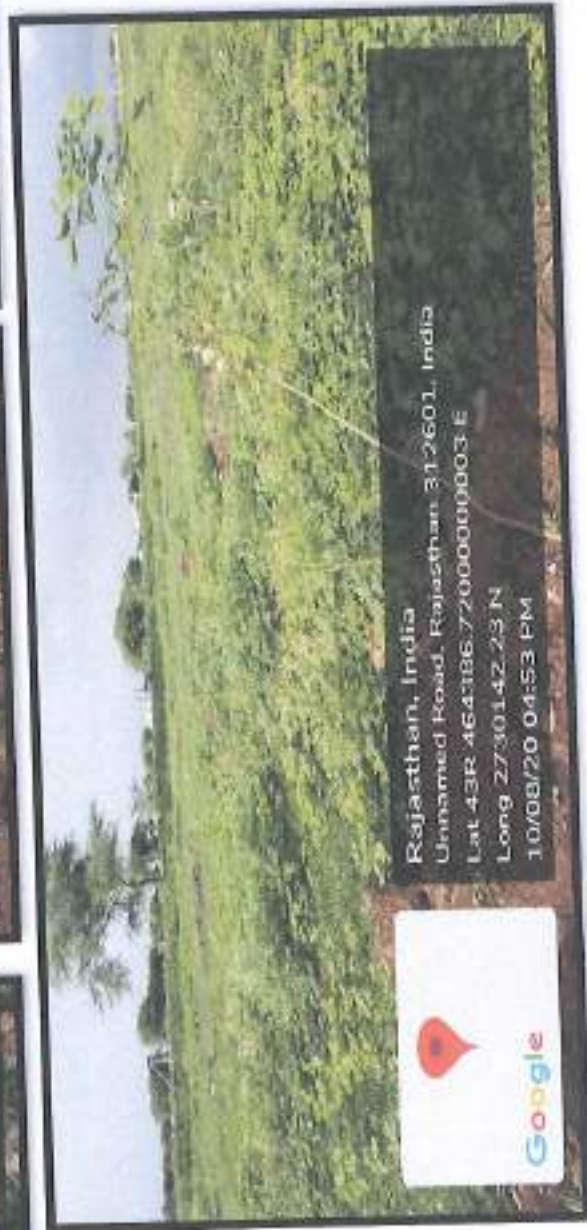 Rajasthan, India
Unnamed Road, Rajasthan 312601, India
Lat 43R 464386.72000000003 E
Long 2730142.23 N
10/08/20 04:53 PM
Google